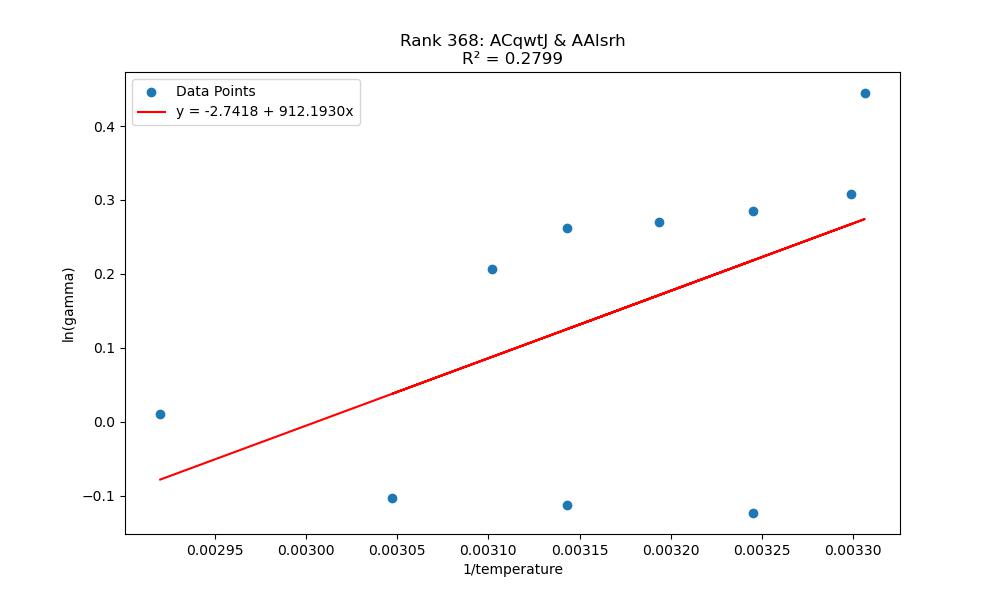 Rank 368: ACqwtJ & AAlsrh
R² = 0.2799
Data Points
y = -2.7418 + 912.1930x
ln(gamma)
0.4
0.3
0.2
0.1
0.0
−0.1
0.00295
0.00300
0.00305
0.00310
0.00315
0.00320
0.00325
0.00330
1/temperature